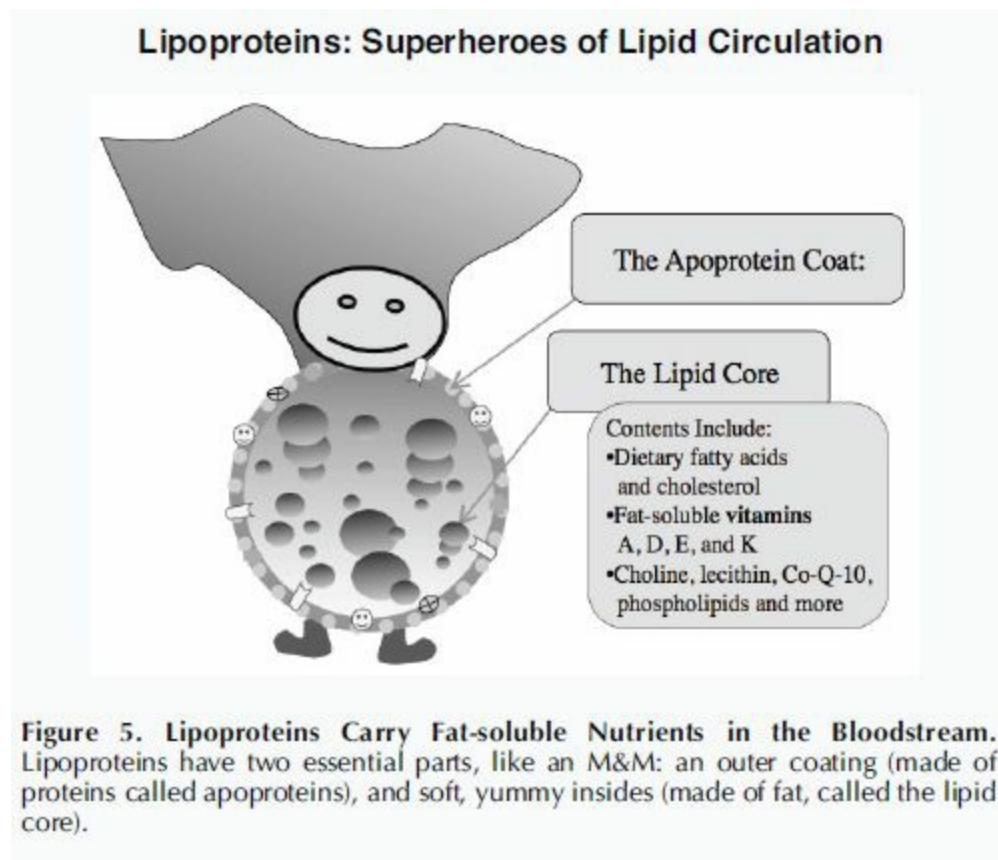 Lipoproteins: Superheroes of Lipid Circulation
The Apoprotein Coat:
The Lipid Core
Contents Include:
•Dietary fatty acids
and cholesterol
•Fat-soluble vitamins
A, D, E, and K
•Choline, lecithin, Co-Q-10,
phospholipids and more
Figure 5. Lipoproteins Carry Fat-soluble Nutrients in the Bloodstream.
Lipoproteins have two essential parts, like an M&M: an outer coating (made of
proteins called apoproteins), and soft, yummy insides (made of fat, called the lipid
core).